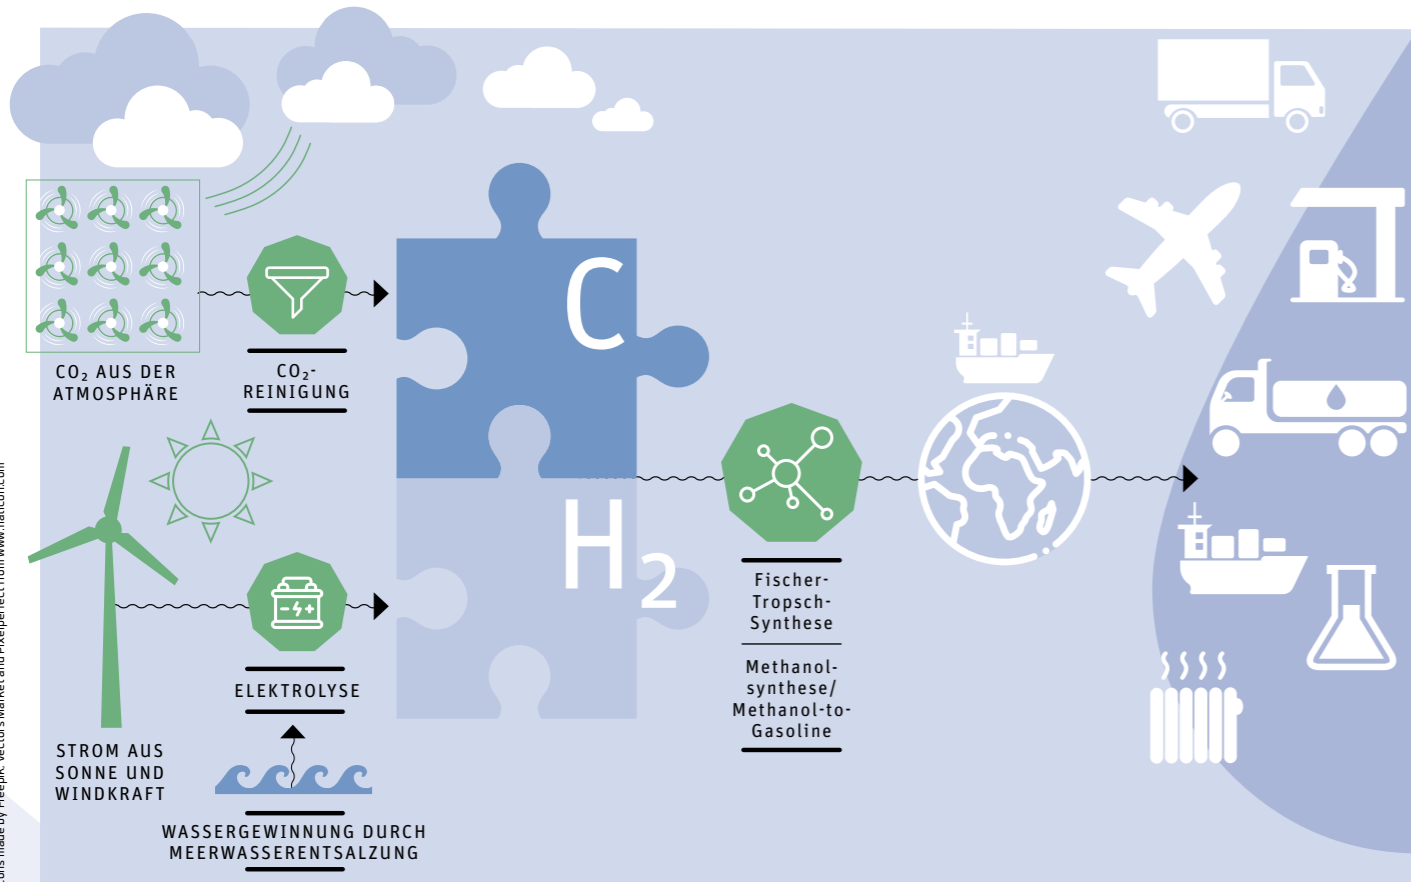 CO₂ AUS DER
ATMOSPHÄRE
CO₂-
REINIGUNG
C
H₂
STROM AUS
SONNE UND
WINDKRAFT
ELEKTROLYSE
WASSERGEWINNUNG DURCH
MEERWASSERENTSALZUNG
Fischer-
Tropsch-
Synthese
Methanol-
synthese/
Methanol-to-
Gasoline